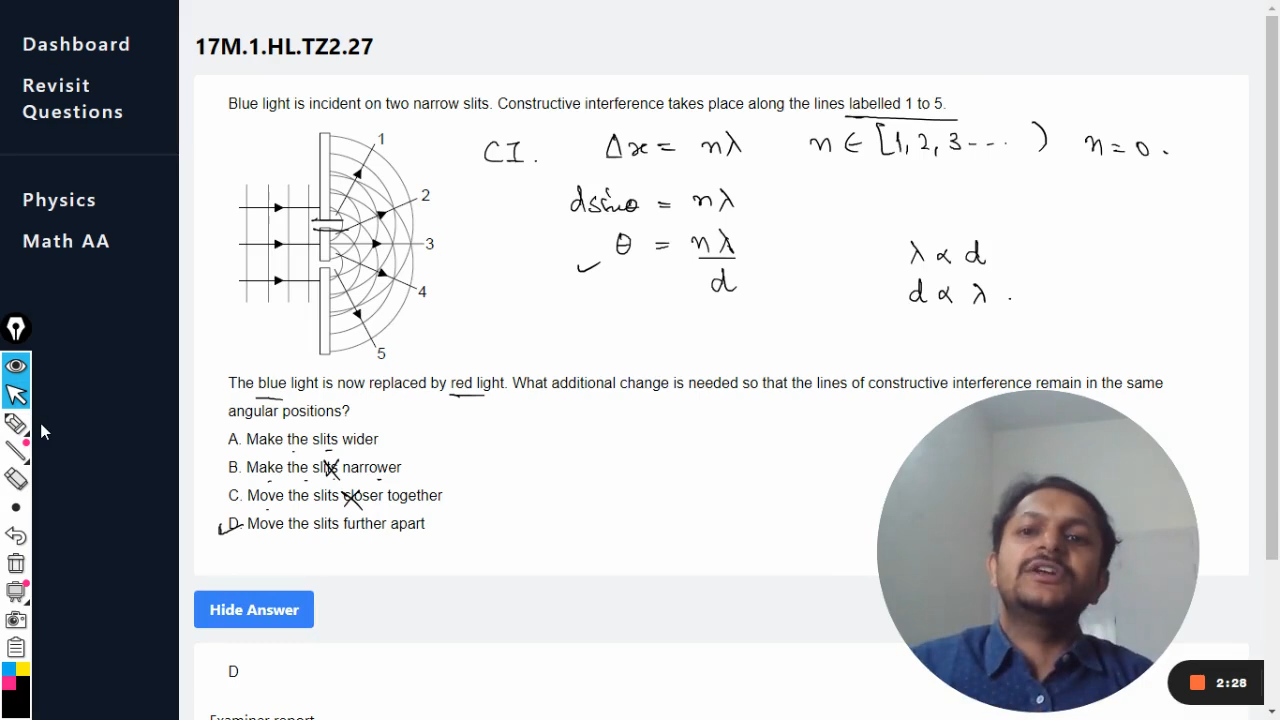 Dashboard
Revisit
Questions
Physics
Math AA
17M.1.HL.TZ2.27
Blue light is incident on two narrow slits. Constructive interference takes place along the lines labelled 1 to 5.
1
2
3
4
5
CI. Δx = nλ n ∈ [1, 2, 3 --- ) n = 0.
dsinθ = nλ
θ = nλ/d
λ ∝ d
d ∝ λ .
The blue light is now replaced by red light. What additional change is needed so that the lines of constructive interference remain in the same
angular positions?
A. Make the slits wider
B. Make the slits narrower
C. Move the slits closer together
D. Move the slits further apart
Hide Answer
D
Examiner report
2:28